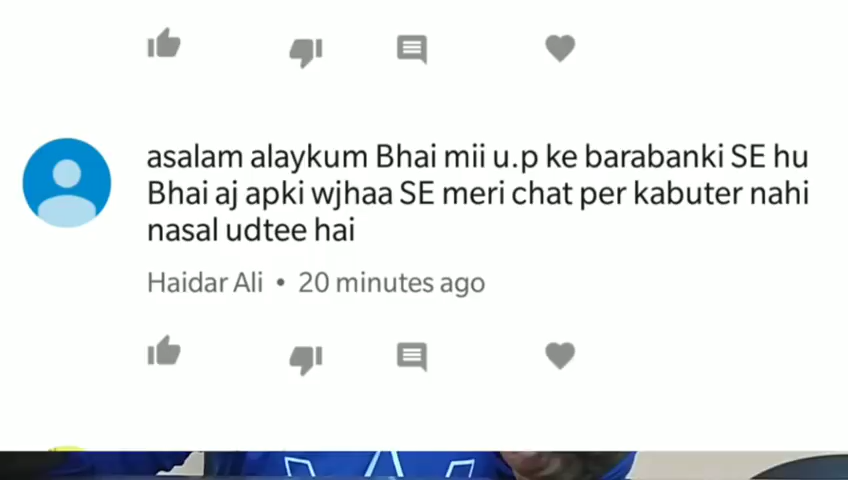 asalam alaykum Bhai mii u.p ke barabanki SE hu
Bhai aj apki wjhaa SE meri chat per kabuter nahi
nasal udtee hai
Haidar Ali • 20 minutes ago